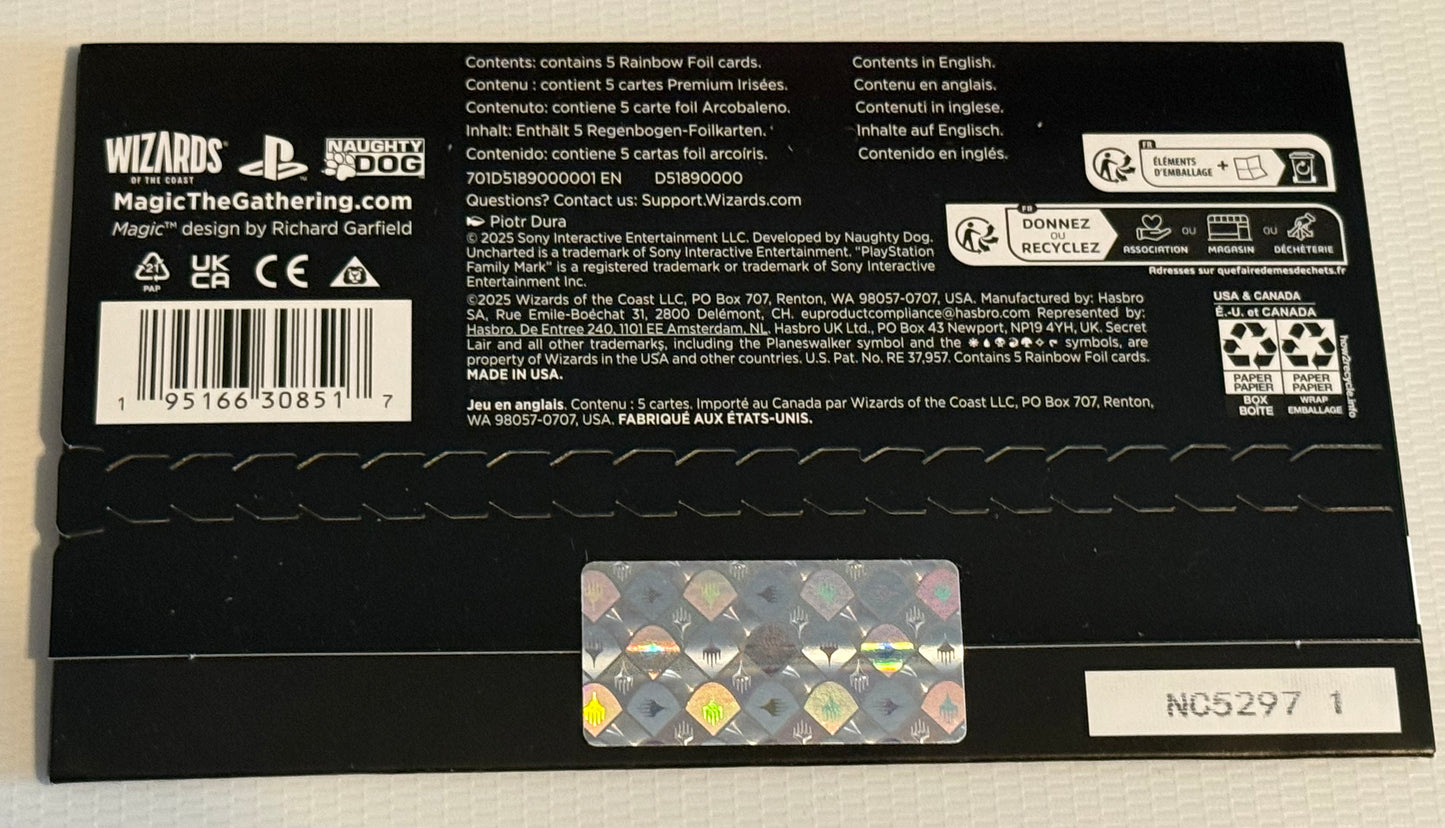 Contents: contains 5 Rainbow Foil cards.
Contenu : contient 5 cartes Premium Irisées.
Contenuto: contiene 5 carte foil Arcobaleno.
Inhalt: Enthält 5 Regenbogen-Foilkarten.
Contenido: contiene 5 cartas foil arcoíris.
Contents in English.
Contenu en anglais.
Contenuti in inglese.
Inhalte auf Englisch.
Contenido en inglés.
701D5189000001 EN D51890000
Questions? Contact us: Support.Wizards.com
Piotr Dura
© 2025 Sony Interactive Entertainment LLC. Developed by Naughty Dog.
Uncharted is a trademark of Sony Interactive Entertainment. "PlayStation
Family Mark" is a registered trademark or trademark of Sony Interactive
Entertainment Inc.
©2025 Wizards of the Coast LLC, PO Box 707, Renton, WA 98057-0707, USA. Manufactured by: Hasbro
SA, Rue Emile-Boéchat 31, 2800 Delémont, CH. euproductcompliance@hasbro.com Represented by:
Hasbro, De Entree 240, 1101 EE Amsterdam, NL. Hasbro UK Ltd., PO Box 43 Newport, NP19 4YH, UK. Secret
Lair and all other trademarks, including the Planeswalker symbol and the symbols, are
property of Wizards in the USA and other countries. U.S. Pat. No. RE 37,957. Contains 5 Rainbow Foil cards.
MADE IN USA.
Jeu en anglais. Contenu : 5 cartes. Importé au Canada par Wizards of the Coast LLC, PO Box 707, Renton,
WA 98057-0707, USA. FABRIQUÉ AUX ÉTATS-UNIS.
WIZARDS
OF THE COAST
NAUGHTY
DOG
MagicTheGathering.com
Magic™ design by Richard Garfield
21
PAP
UK
CA
CE
1 95166 30851 7
FR
ÉLÉMENTS
D'EMBALLAGE +
FR
DONNEZ
OU
RECYCLEZ
ASSOCIATION OU MAGASIN OU DÉCHÈTERIE
Adresses sur quefairedemesdechets.fr
USA & CANADA
É.-U. et CANADA
PAPER
PAPIER
BOX
BOÎTE
PAPER
PAPIER
WRAP
EMBALLAGE
how2recycle.info
NC5297 1